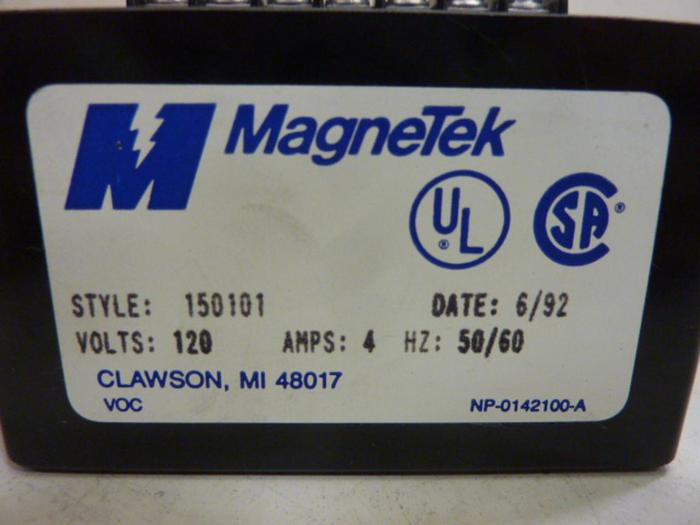 MagneTek
UL®
SA®
STYLE: 150101 DATE: 6/92
VOLTS: 120 AMPS: 4 HZ: 50/60
CLAWSON, MI 48017
VOC NP-0142100-A